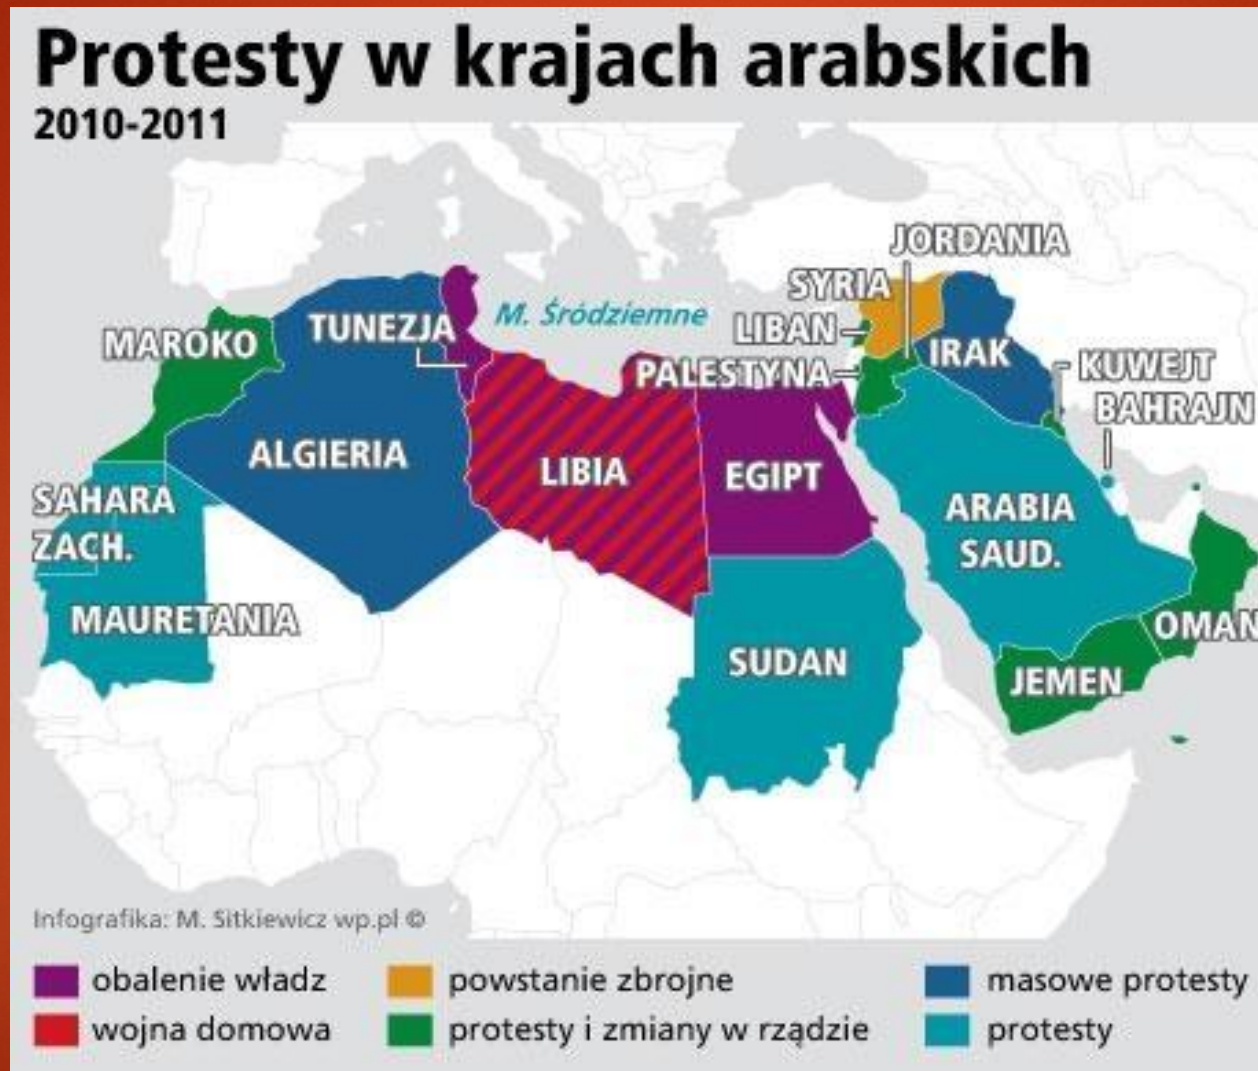 Protesty w krajach arabskich
2010-2011
JORDANIA
SYRIA
M. Śródziemne
TUNEZJA
LIBAN
MAROKO
IRAK
KUWEJT
PALESTYNA
BAHRAJN
ALGIERIA
LIBIA
EGIPT
SAHARA
ZACH.
ARABIA
SAUD.
MAURETANIA
OMAN
SUDAN
JEMEN
Infografika: M. Sitkiewicz wp.pl ©
obalenie władz
powstanie zbrojne
masowe protesty
wojna domowa
protesty i zmiany w rządzie
protesty